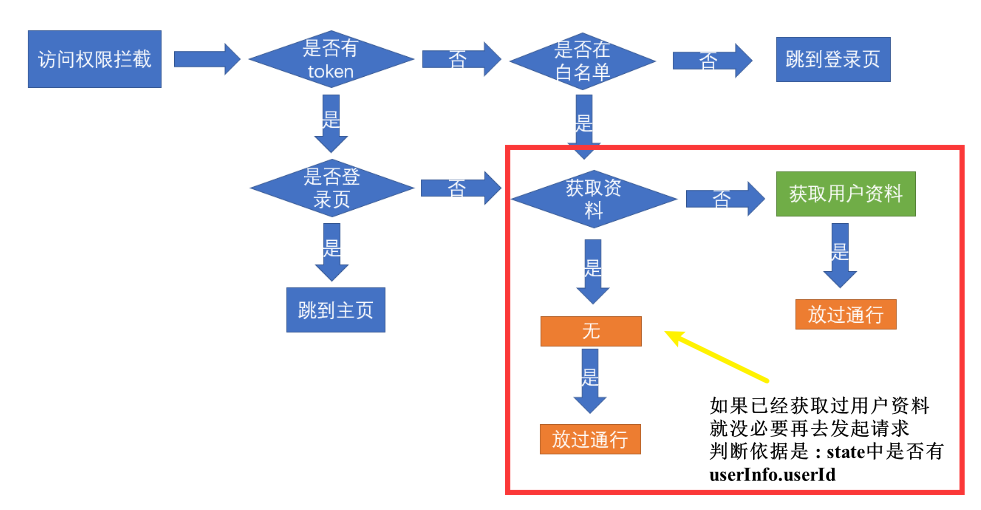 访问权限拦截
是否有
token
否
是否在
白名单
否
跳到登录页
是
是
是否登
录页
否
获取资
料
否
获取用户资料
是
是
是
跳到主页
无
放过通行
是
放过通行
如果已经获取过用户资料
就没必要再去发起请求
判断依据是：state中是否有
userInfo.userId